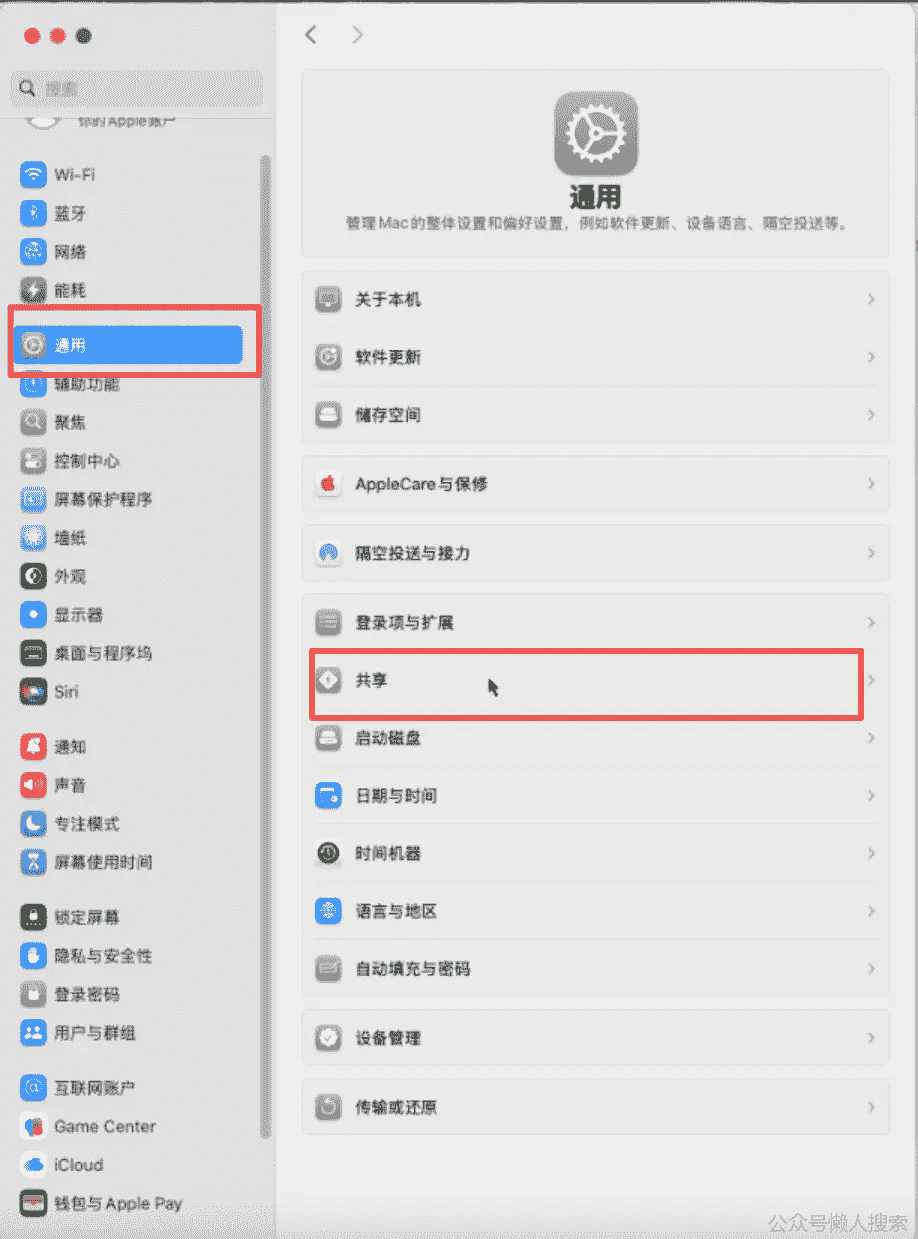 搜索
你的Apple账户
Wi-Fi
蓝牙
网络
能耗
通用
辅助功能
聚焦
控制中心
屏幕保护程序
墙纸
外观
显示器
桌面与程序坞
Siri
通知
声音
专注模式
屏幕使用时间
锁定屏幕
隐私与安全性
登录密码
用户与群组
互联网账户
Game Center
iCloud
钱包与 Apple Pay
通用
管理 Mac 的整体设置和偏好设置，例如软件更新、设备语言、隔空投送等。
关于本机
软件更新
储存空间
AppleCare与保修
隔空投送与接力
登录项与扩展
共享
启动磁盘
日期与时间
时间机器
语言与地区
自动填充与密码
设备管理
传输或还原
公众号懒人搜索